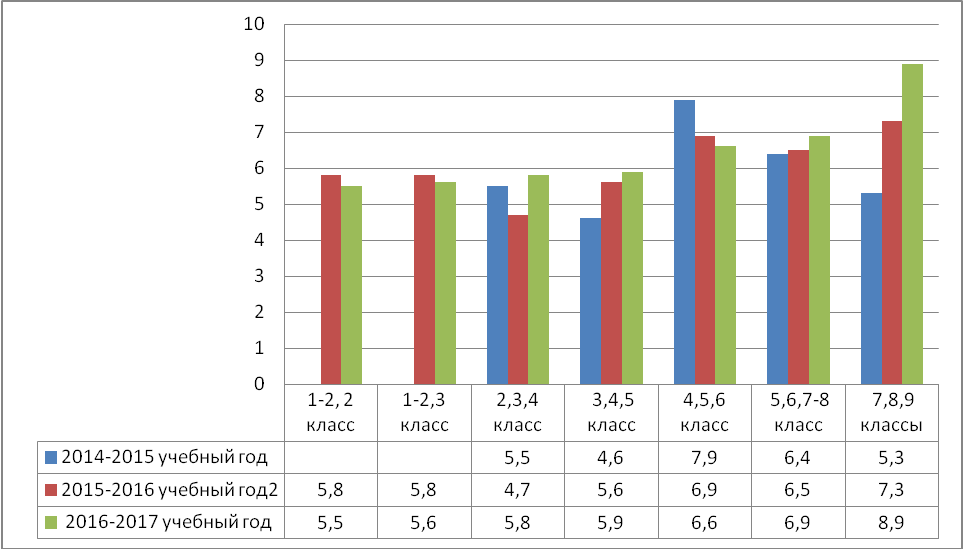 10
9
8
7
6
5
4
3
2
1
0
1-2, 2 класс
1-2,3 класс
2,3,4 класс
3,4,5 класс
4,5,6 класс
5,6,7-8 класс
7,8,9 классы
2014-2015 учебный год 5,5 4,6 7,9 6,4 5,3
2015-2016 учебный год2 5,8 5,8 4,7 5,6 6,9 6,5 7,3
2016-2017 учебный год 5,5 5,6 5,8 5,9 6,6 6,9 8,9